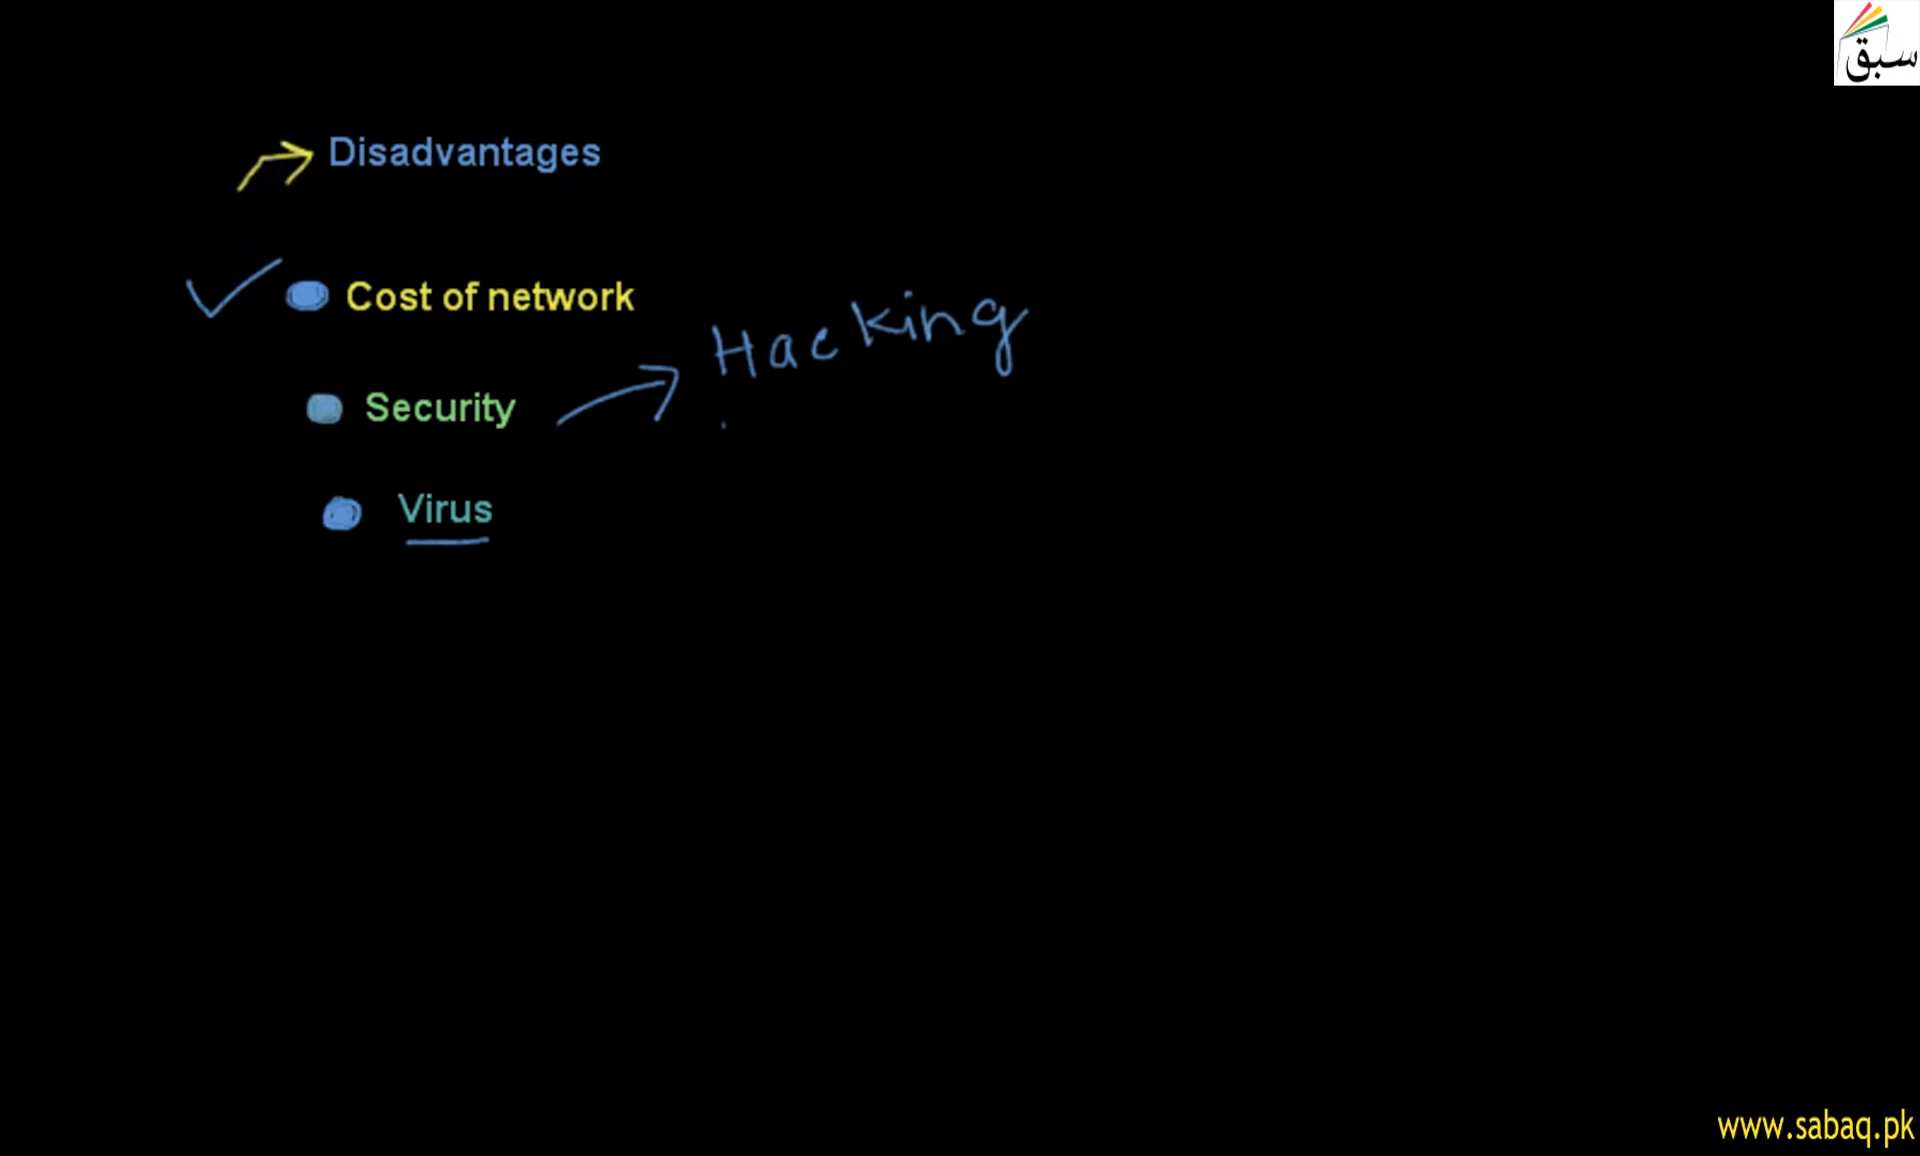 سبق
Disadvantages
Cost of network
Hacking
Security
Virus
www.sabaq.pk